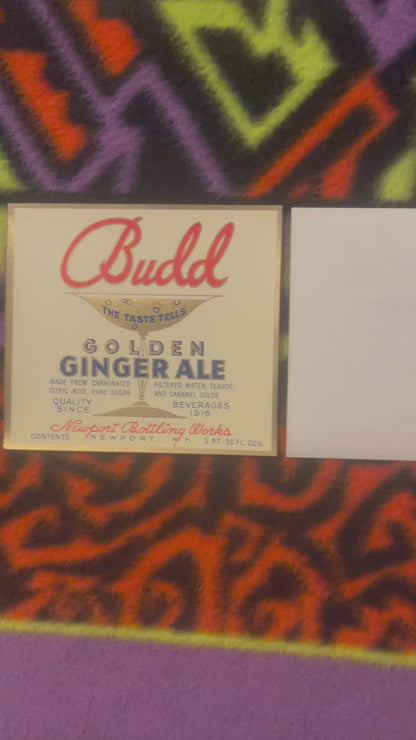 Budd
THE TASTE TELLS
GOLDEN
GINGER ALE
MADE FROM CARBONATED FILTERED WATER, FLAVOR,
CITRIC ACID, CANE SUGAR AND CARAMEL COLOR.
QUALITY BEVERAGES
SINCE 1916
Newport Bottling Works
CONTENTS NEWPORT, N.H. 1 PT. 10 FL. OZS.